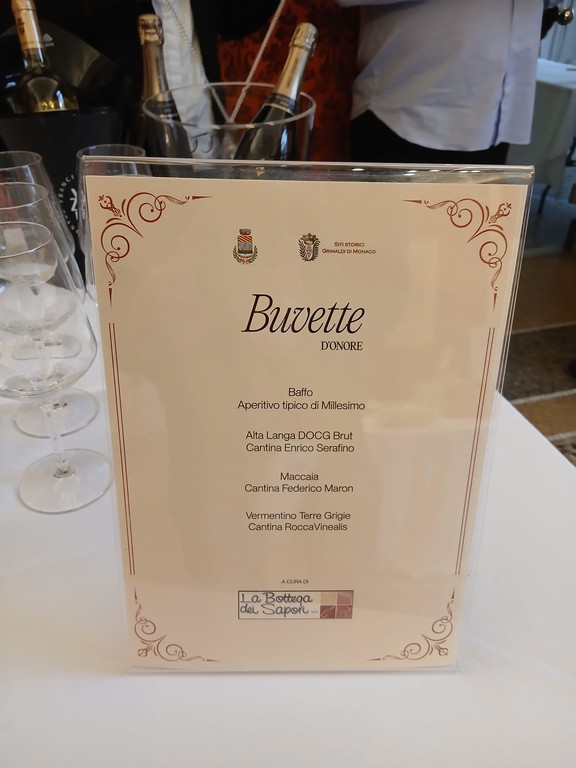 SITI STORICI
GRIMALDI DI MONACO
Buvette
D'ONORE
Baffo
Aperitivo tipico di Millesimo
Alta Langa DOCG Brut
Cantina Enrico Serafino
Maccaia
Cantina Federico Maron
Vermentino Terre Grigie
Cantina RoccaVinealis
A CURA DI
La Bottega
dei Sapori